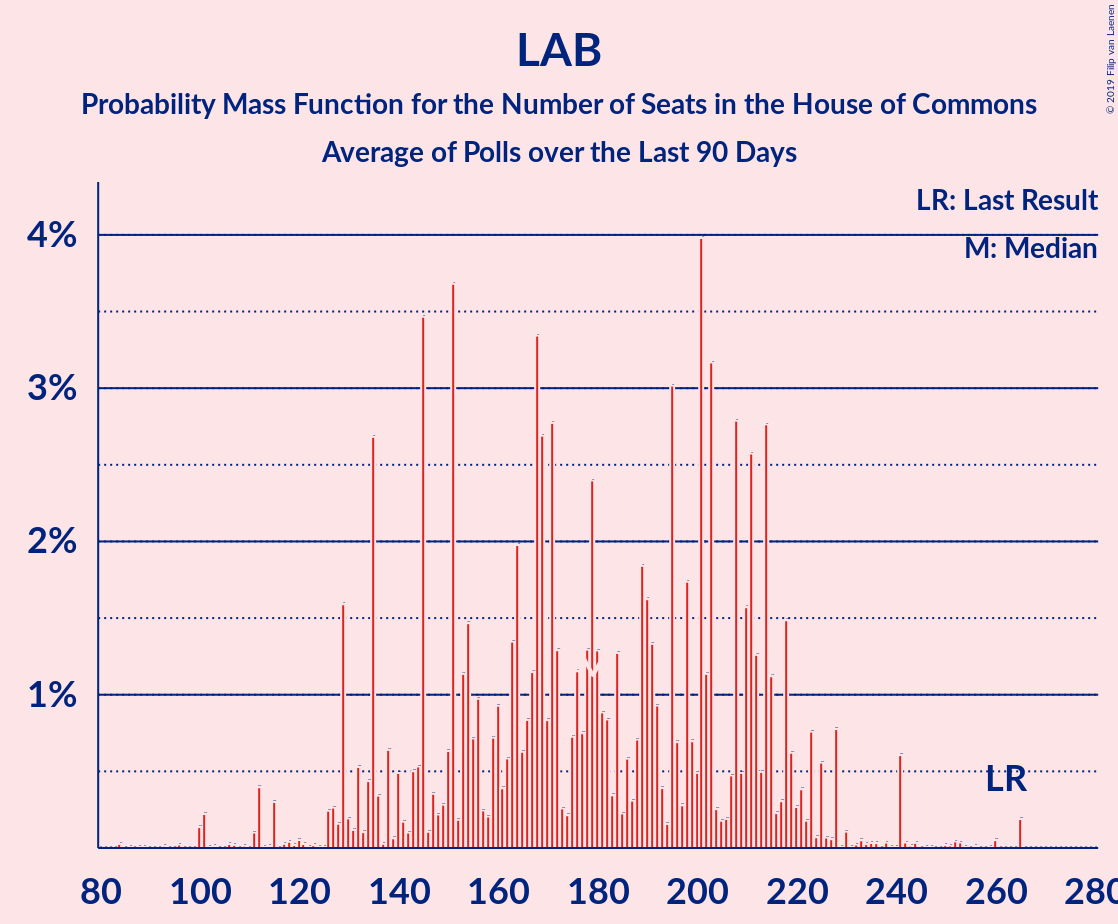 LAB
Probability Mass Function for the Number of Seats in the House of Commons
Average of Polls over the Last 90 Days
© 2019 Filip van Laenen
LR: Last Result
M: Median
4%
3%
2%
1%
LR
80 100 120 140 160 180 200 220 240 260 280